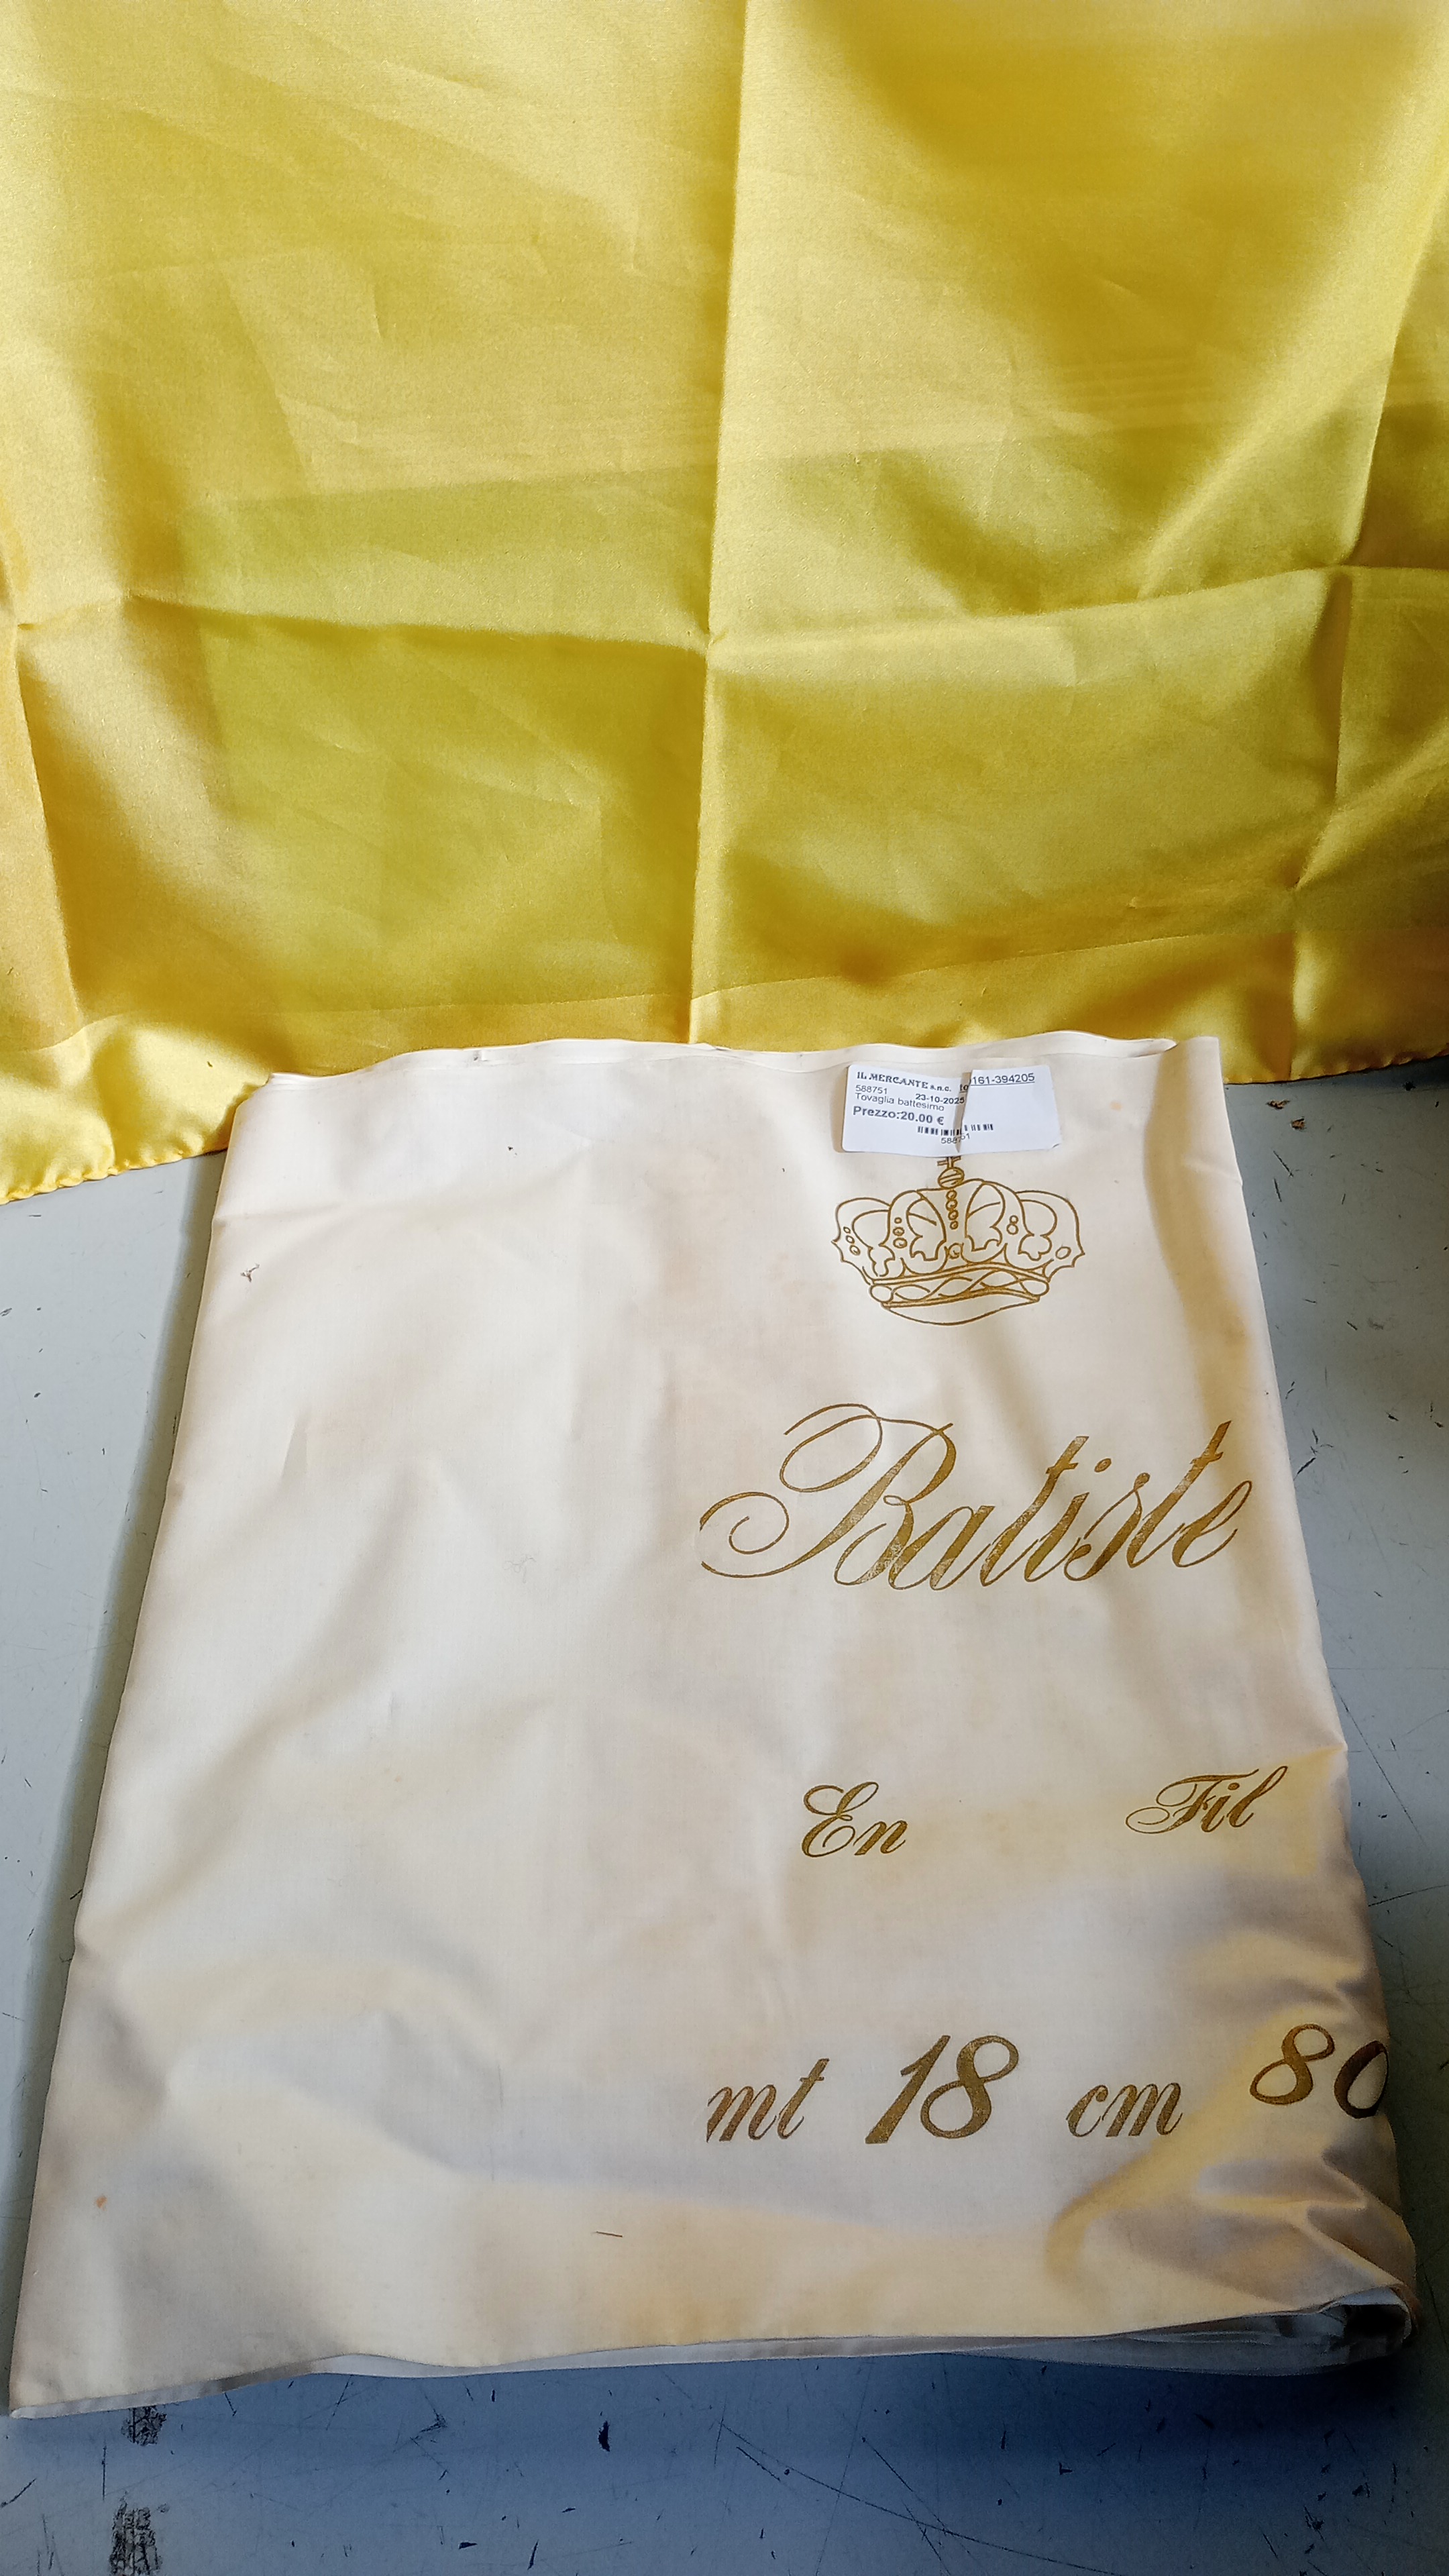 IL MERCANTE s.n.c. 0161-394205
588751 23-10-2025
Tovaglia battesimo
Prezzo:20.00 €
Batiste
En Fil
mt 18 cm 80